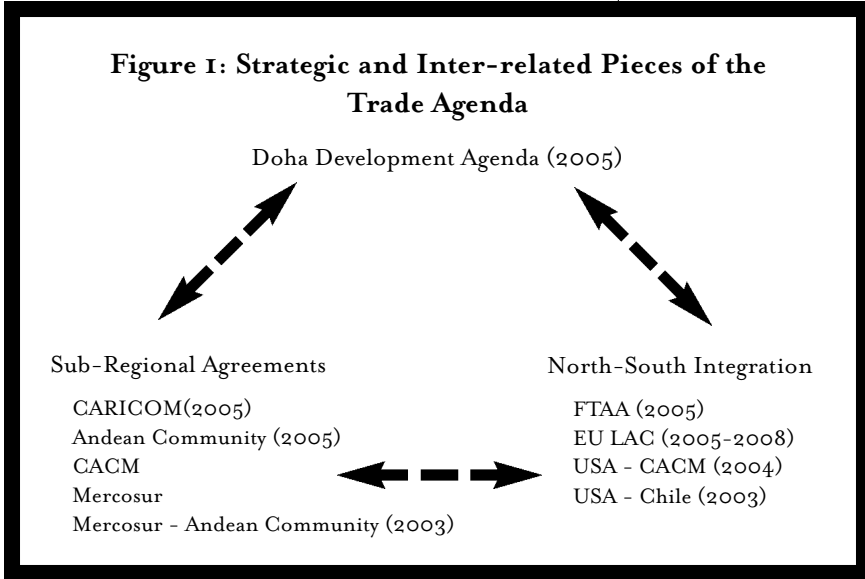 Figure 1: Strategic and Inter-related Pieces of the
Trade Agenda
Doha Development Agenda (2005)
Sub-Regional Agreements
CARICOM(2005)
Andean Community (2005)
CACM
Mercosur
Mercosur - Andean Community (2003)
North-South Integration
FTAA (2005)
EU LAC (2005-2008)
USA - CACM (2004)
USA - Chile (2003)